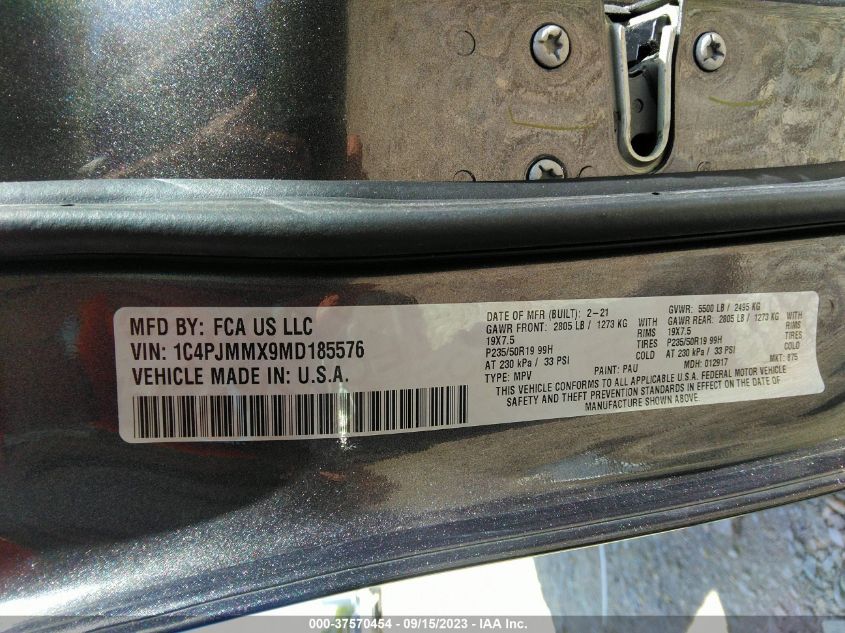 MFD BY: FCA US LLC
VIN: 1C4PJMMX9MD185576
VEHICLE MADE IN: U.S.A.
DATE OF MFR (BUILT): 2-21 GVWR: 5500 LB / 2495 KG
GAWR FRONT: 2805 LB / 1273 KG WITH GAWR REAR: 2805 LB / 1273 KG WITH
19X7.5 RIMS 19X7.5 RIMS
P235/50R19 99H TIRES P235/50R19 99H TIRES
AT 230 kPa / 33 PSI COLD AT 230 kPa / 33 PSI COLD
TYPE: MPV PAINT: PAU MDH: 012917 MKT: 875
THIS VEHICLE CONFORMS TO ALL APPLICABLE U.S.A. FEDERAL MOTOR VEHICLE
SAFETY AND THEFT PREVENTION STANDARDS IN EFFECT ON THE DATE OF
MANUFACTURE SHOWN ABOVE.
000-37570454 - 09/15/2023 - IAA Inc.